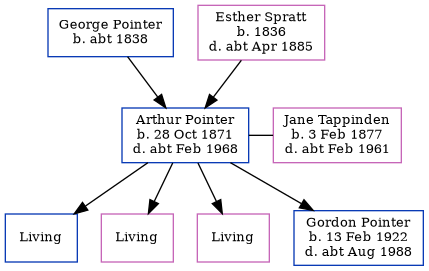 George Pointer
b. abt 1838
Esther Spratt
b. 1836
d. abt Apr 1885
Arthur Pointer
b. 28 Oct 1871
d. abt Feb 1968
Jane Tappinden
b. 3 Feb 1877
d. abt Feb 1961
Living
Living
Living
Gordon Pointer
b. 13 Feb 1922
d. abt Aug 1988